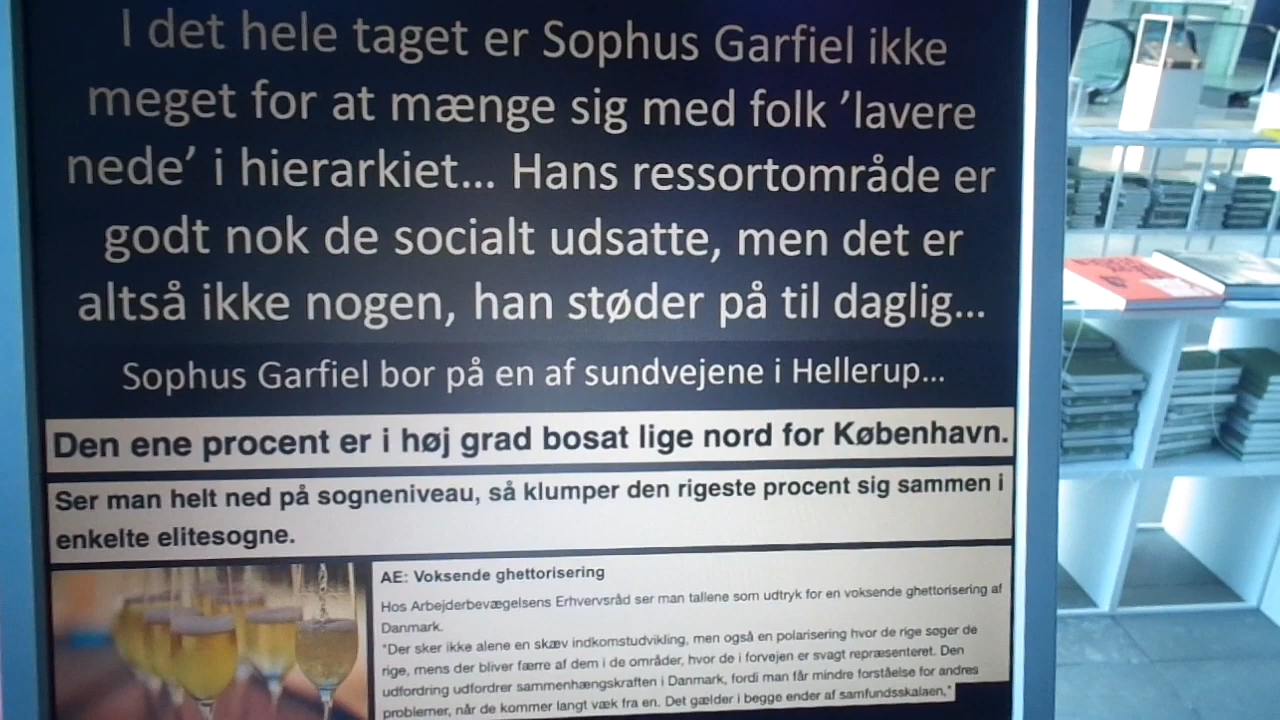 I det hele taget er Sophus Garfiel ikke
meget for at mænge sig med folk ’lavere
nede’ i hierarkiet... Hans ressortområde er
godt nok de socialt udsatte, men det er
altså ikke nogen, han støder på til daglig...
Sophus Garfiel bor på en af sundvejene i Hellerup...
Den ene procent er i høj grad bosat lige nord for København.
Ser man helt ned på sogneniveau, så klumper den rigeste procent sig sammen i
enkelte elitesogne.
AE: Voksende ghettorisering
Hos Arbejderbevægelsens Erhvervsråd ser man tallene som udtryk for en voksende ghettorisering af
Danmark.
"Der sker ikke alene en skæv indkomstudvikling, men også en polarisering hvor de rige søger de
rige, mens der bliver færre af dem i de områder, hvor de i forvejen er svagt repræsenteret. Den
udfordring udfordrer sammenhængskraften i Danmark, fordi man får mindre forståelse for andres
problemer, når de kommer langt væk fra en. Det gælder i begge ender af samfundsskalaen,"